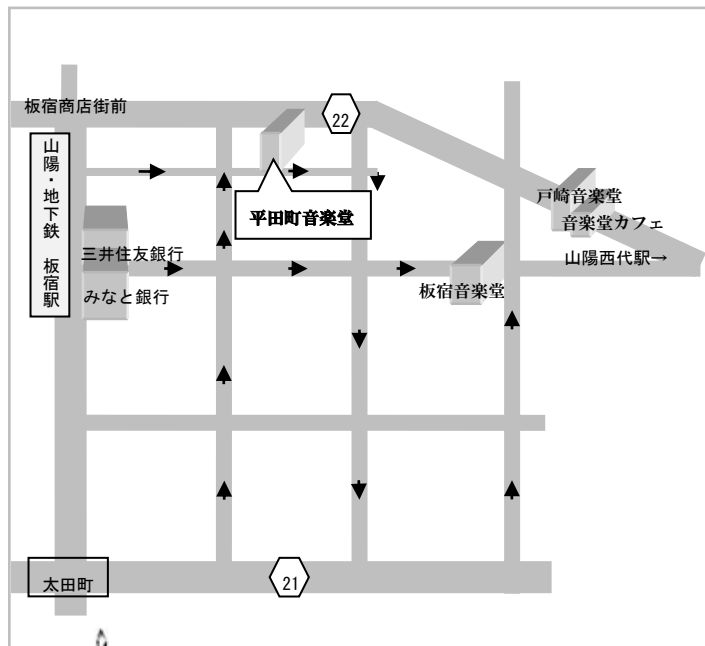 板宿商店街前
22
山陽・地下鉄 板宿駅
戸崎音楽堂
平田町音楽堂
音楽堂カフェ
三井住友銀行
山陽西代駅→
みなと銀行
板宿音楽堂
太田町
21